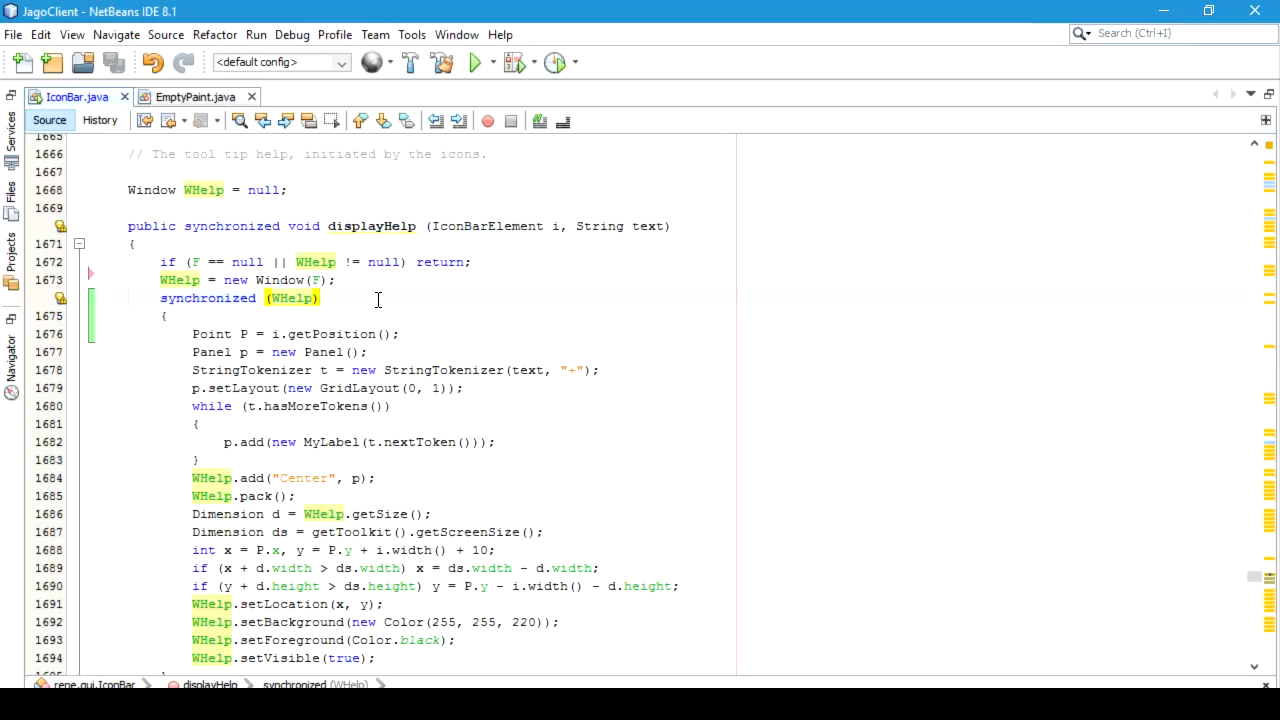 JagoClient - NetBeans IDE 8.1
File Edit View Navigate Source Refactor Run Debug Profile Team Tools Window Help
Search (Ctrl+I)
<default config>
IconBar.java
EmptyPaint.java
Source History
Services
Files
Projects
Navigator
1665
1666 // The tool tip help, initiated by the icons.
1667
1668 Window WHelp = null;
1669
public synchronized void displayHelp (IconBarElement i, String text)
1671 {
1672 if (F == null || WHelp != null) return;
1673 WHelp = new Window(F);
synchronized (WHelp)
1675 {
1676 Point P = i.getPosition();
1677 Panel p = new Panel();
1678 StringTokenizer t = new StringTokenizer(text, "+");
1679 p.setLayout(new GridLayout(0, 1));
1680 while (t.hasMoreTokens())
1681 {
1682 p.add(new MyLabel(t.nextToken()));
1683 }
1684 WHelp.add("Center", p);
1685 WHelp.pack();
1686 Dimension d = WHelp.getSize();
1687 Dimension ds = getToolkit().getScreenSize();
1688 int x = P.x, y = P.y + i.width() + 10;
1689 if (x + d.width > ds.width) x = ds.width - d.width;
1690 if (y + d.height > ds.height) y = P.y - i.width() - d.height;
1691 WHelp.setLocation(x, y);
1692 WHelp.setBackground(new Color(255, 255, 220));
1693 WHelp.setForeground(Color.black);
1694 WHelp.setVisible(true);
rene.gui.IconBar displayHelp synchronized (WHelp)